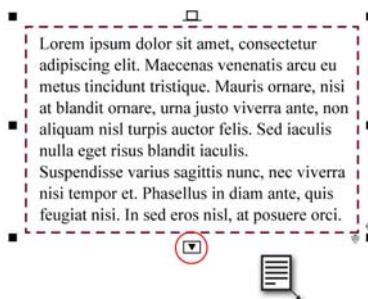 Lorem ipsum dolor sit amet, consectetur
adipiscing elit. Maecenas venenatis arcu eu
metus tincidunt tristique. Mauris ornare, nisi
at blandit ornare, urna justo viverra ante, non
aliquam nisl turpis auctor felis. Sed iaculis
nulla eget risus blandit iaculis.
Suspendisse varius sagittis nunc, nec viverra
nisi tempor et. Phasellus in diam ante, quis
feugiat nisi. In sed eros nisl, at posuere orci.